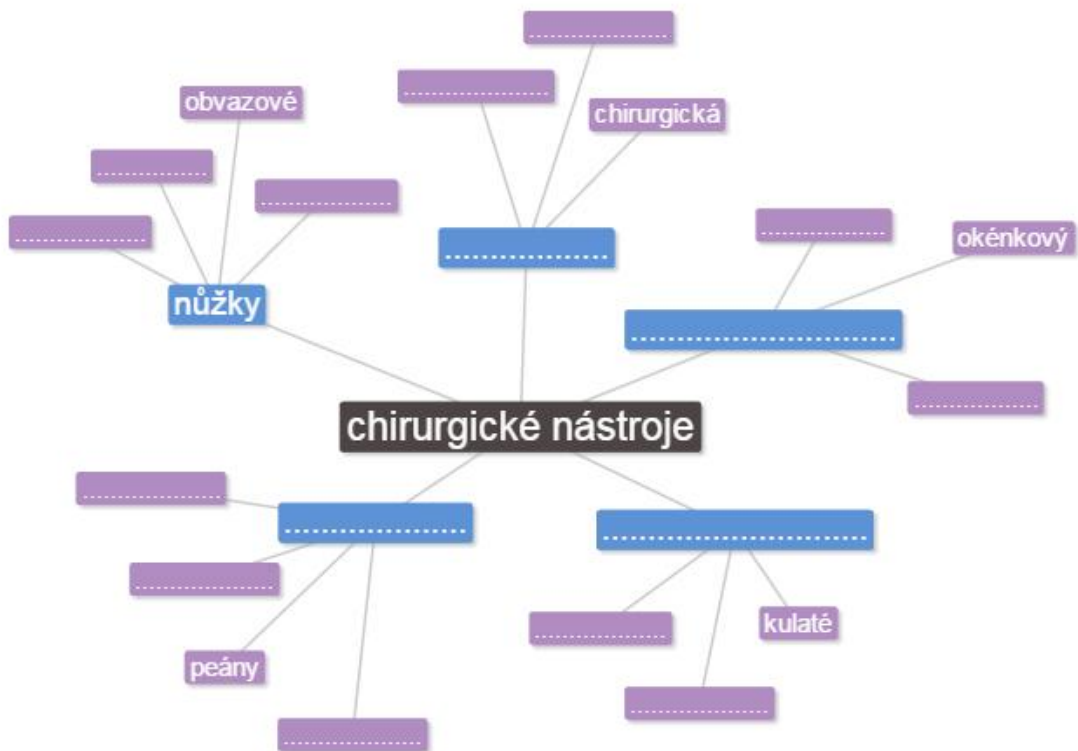 obvazové
chirurgická
okénkový
nůžky
chirurgické nástroje
kulaté
peány